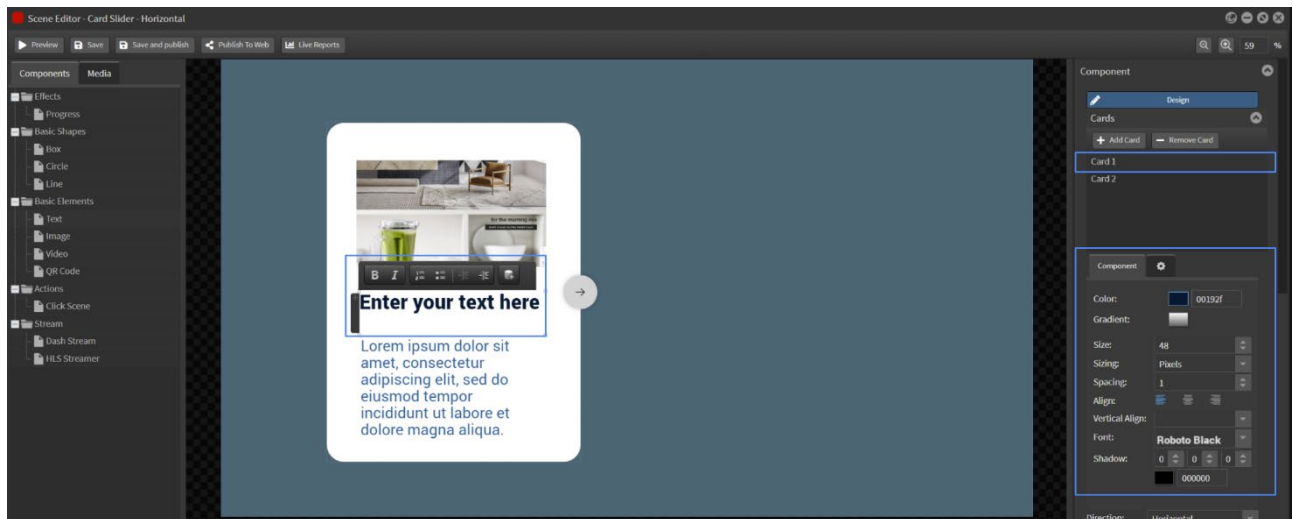 Scene Editor - Card Slider - Horizontal
Preview Save Save and publish Publish To Web Live Reports 59 %
Components Media
Effects
Progress
Basic Shapes
Box
Circle
Line
Basic Elements
Text
Image
Video
QR Code
Actions
Click Scene
Stream
Dash Stream
HLS Streamer
for the morning mix
B I
Enter your text here
Lorem ipsum dolor sit
amet, consectetur
adipiscing elit, sed do
eiusmod tempor
incididunt ut labore et
dolore magna aliqua.
Component
Design
Cards
Add Card Remove Card
Card 1
Card 2
Component
Color: 00192f
Gradient:
Size: 48
Sizing: Pixels
Spacing: 1
Align:
Vertical Align:
Font: Roboto Black
Shadow: 0 0 0
000000
Direction: Horizontal